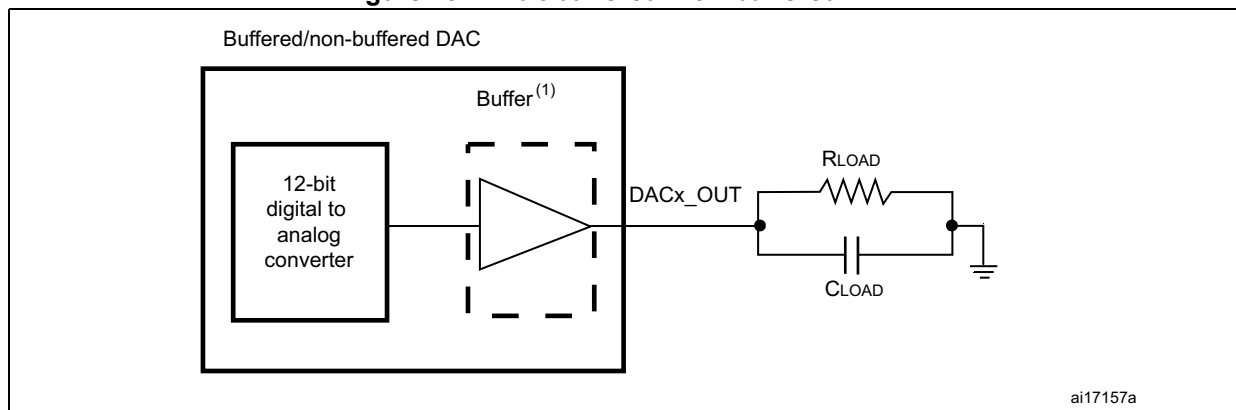 Buffered/non-buffered DAC
Buffer(1)
12-bit
digital to
analog
converter
DACx_OUT
RLOAD
CLOAD
ai17157a